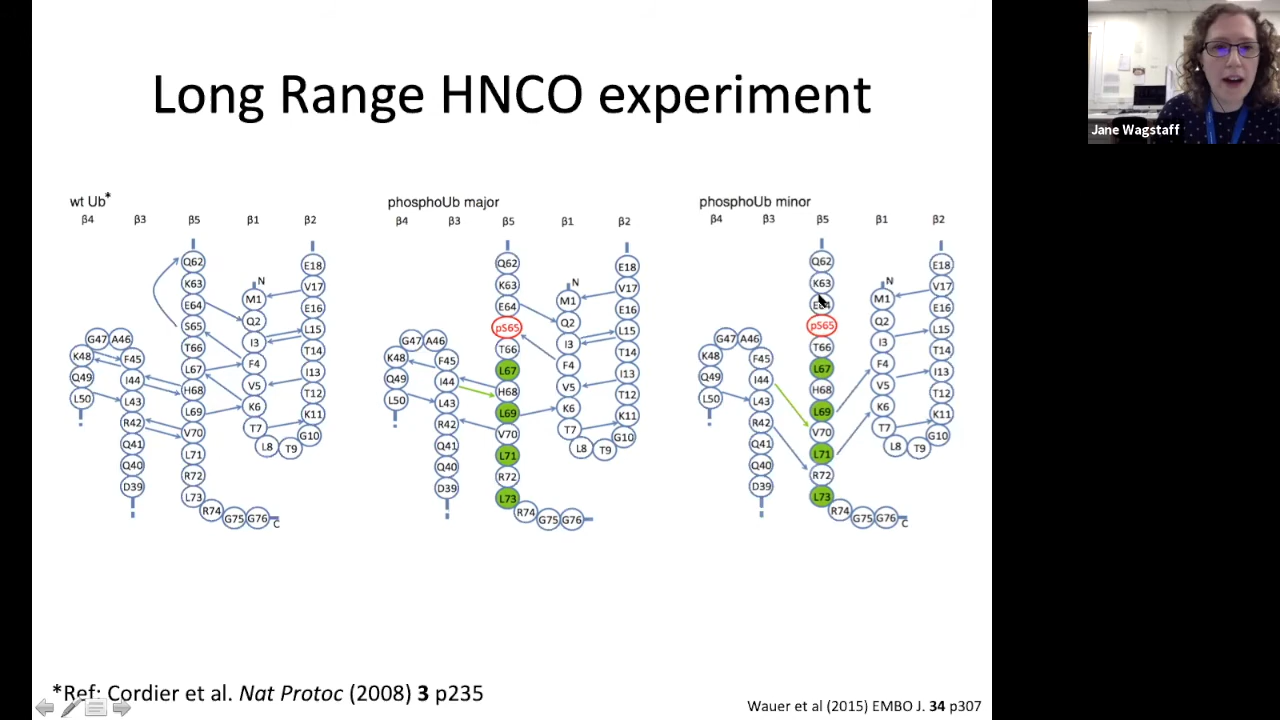 Long Range HNCO experiment
Jane Wagstaff
wt Ub*
β4 β3 β5 β1 β2
Q62
K63
E64
S65
T66
L67
H68
L69
V70
L71
R72
L73
R74
G75
G76
C
G47
A46
K48
F45
Q49
I44
L50
L43
R42
Q41
Q40
D39
N
M1
Q2
I3
F4
V5
K6
T7
L8
T9
G10
K11
T12
I13
T14
L15
E16
V17
E18
phosphoUb major
β4 β3 β5 β1 β2
Q62
K63
E64
pS65
T66
L67
H68
L69
V70
L71
R72
L73
R74
G75
G76
G47
A46
K48
F45
Q49
I44
L50
L43
R42
Q41
Q40
D39
N
M1
Q2
I3
F4
V5
K6
T7
L8
T9
G10
K11
T12
I13
T14
L15
E16
V17
E18
phosphoUb minor
β4 β3 β5 β1 β2
Q62
K63
E64
pS65
T66
L67
H68
L69
V70
L71
R72
L73
R74
G75
G76
C
G47
A46
K48
F45
Q49
I44
L50
L43
R42
Q41
Q40
D39
N
M1
Q2
I3
F4
V5
K6
T7
L8
T9
G10
K11
T12
I13
T14
L15
E16
V17
E18
*Ref: Cordier et al. Nat Protoc (2008) 3 p235
Wauer et al (2015) EMBO J. 34 p307